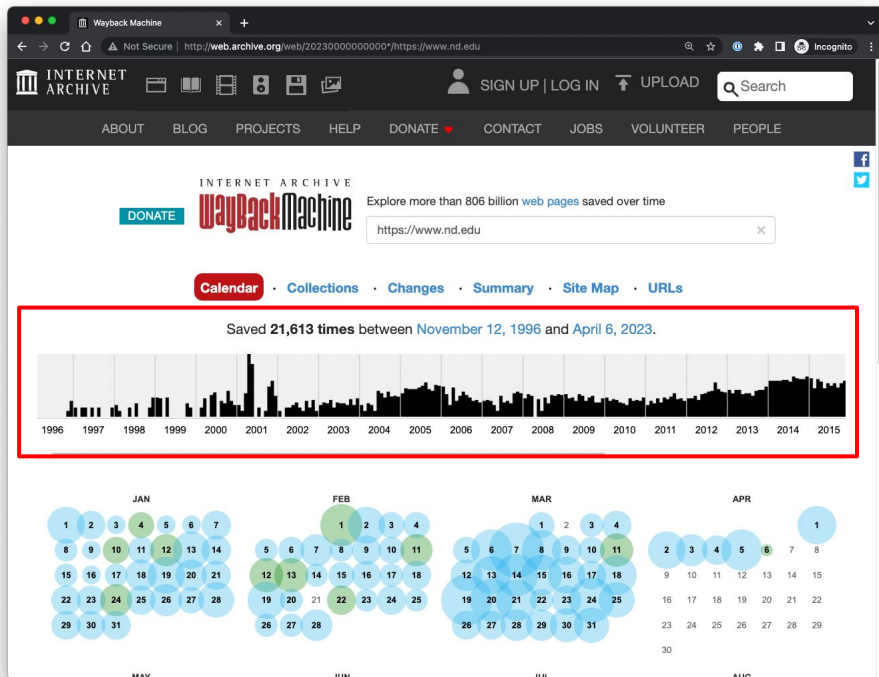 Wayback Machine
Not Secure | http://web.archive.org/web/20230000000000*/https://www.nd.edu
Incognito
INTERNET ARCHIVE
SIGN UP | LOG IN
UPLOAD
Search
ABOUT BLOG PROJECTS HELP DONATE CONTACT JOBS VOLUNTEER PEOPLE
DONATE
INTERNET ARCHIVE
WayBackMachine
Explore more than 806 billion web pages saved over time
https://www.nd.edu
Calendar · Collections · Changes · Summary · Site Map · URLs
Saved 21,613 times between November 12, 1996 and April 6, 2023.
1996 1997 1998 1999 2000 2001 2002 2003 2004 2005 2006 2007 2008 2009 2010 2011 2012 2013 2014 2015
JAN
1 2 3 4 5 6 7
8 9 10 11 12 13 14
15 16 17 18 19 20 21
22 23 24 25 26 27 28
29 30 31
FEB
1 2 3 4
5 6 7 8 9 10 11
12 13 14 15 16 17 18
19 20 21 22 23 24 25
26 27 28
MAR
1 2 3 4
5 6 7 8 9 10 11
12 13 14 15 16 17 18
19 20 21 22 23 24 25
26 27 28 29 30 31
APR
1
2 3 4 5 6 7 8
9 10 11 12 13 14 15
16 17 18 19 20 21 22
23 24 25 26 27 28 29
30
MAY JUN JUL AUG